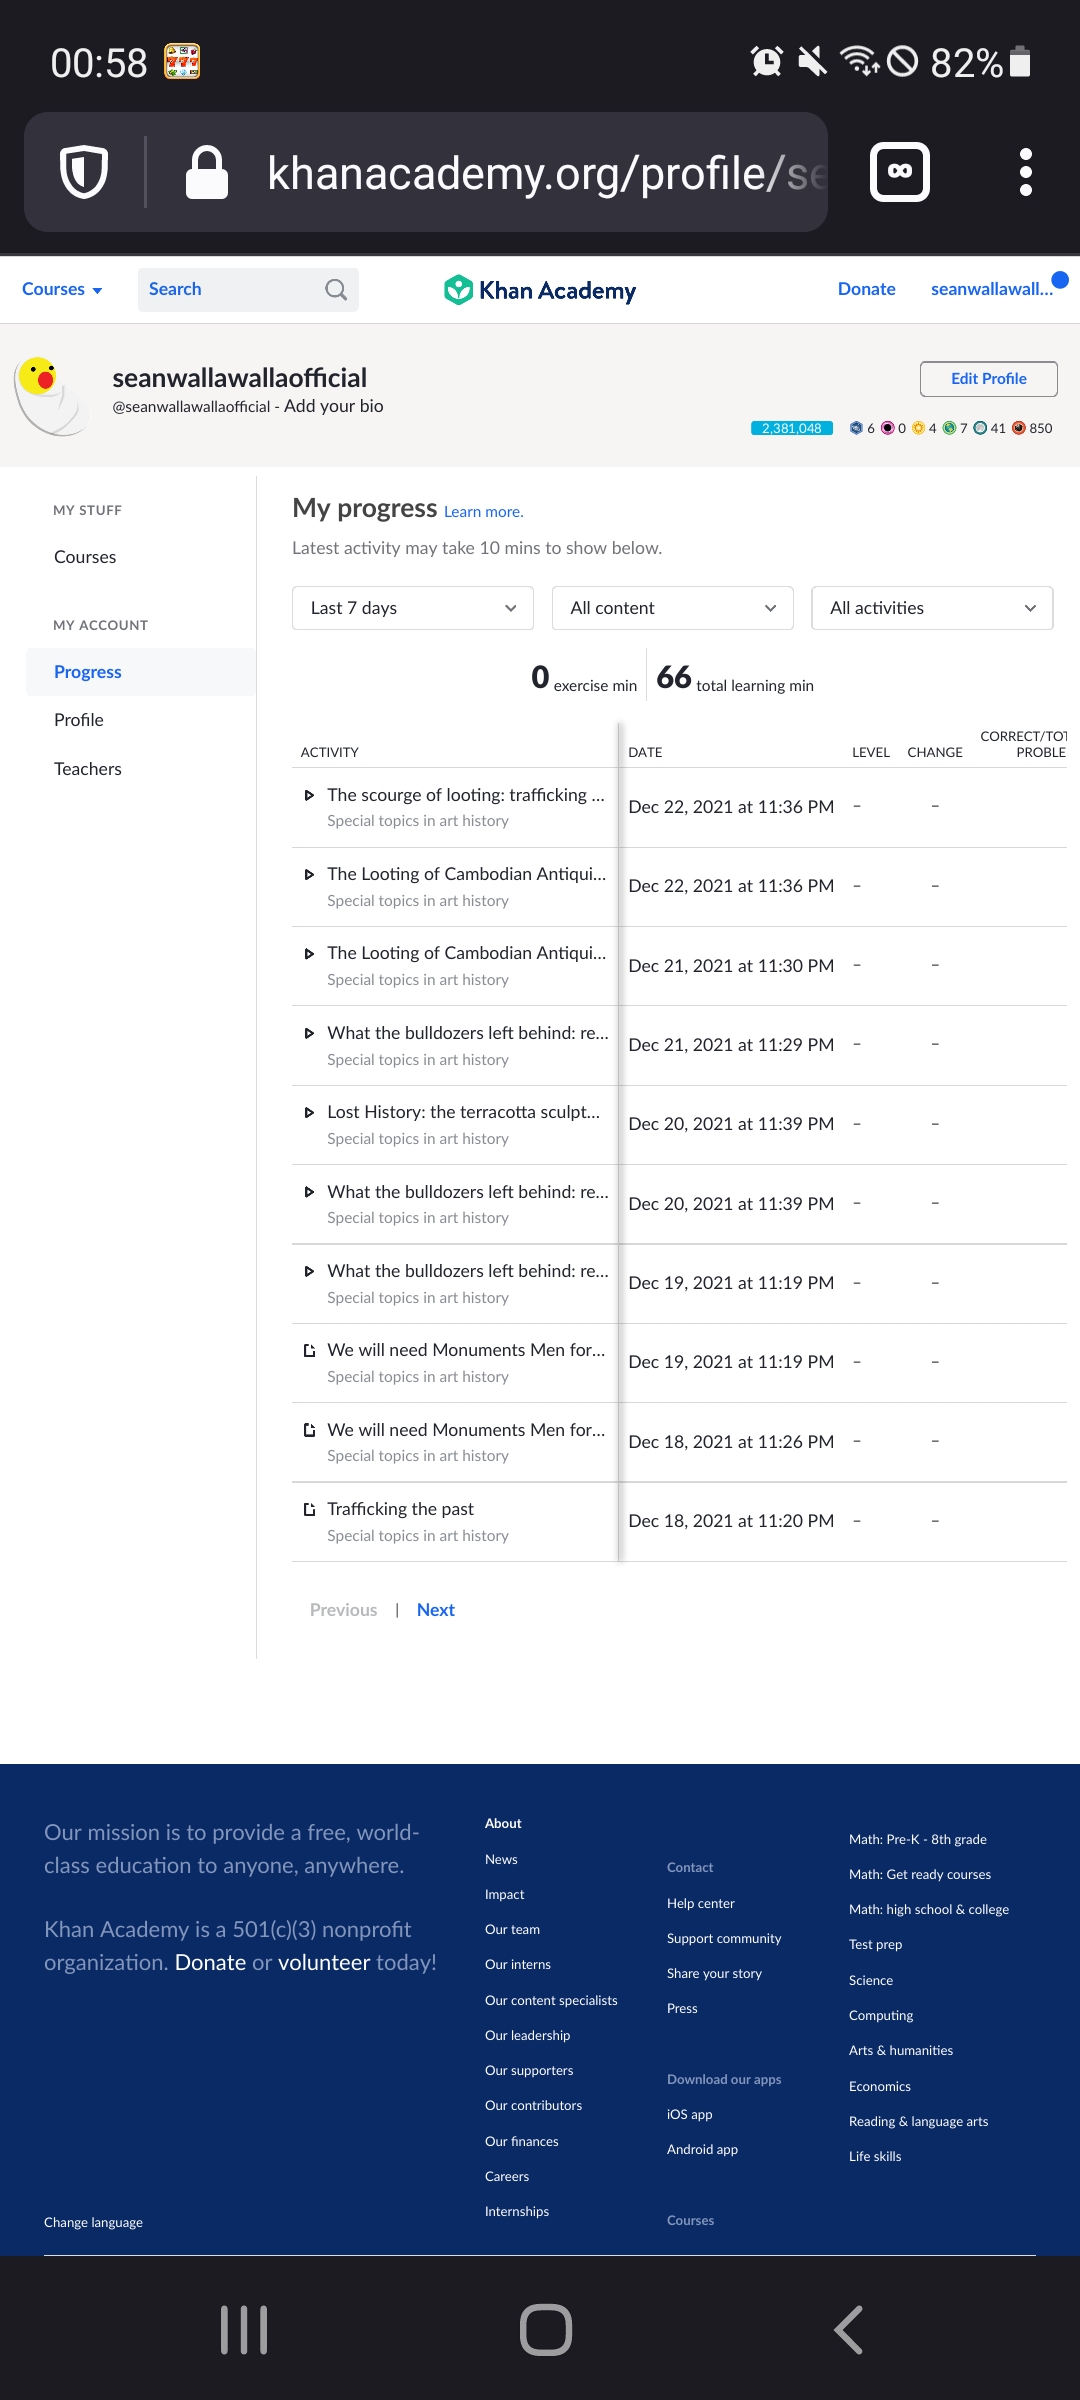 00:58
82%
khanacademy.org/profile/se
Courses
Search
Khan Academy
Donate
seanwallawall...
seanwallawallaofficial
@seanwallawallaofficial - Add your bio
Edit Profile
2,381,048 6 0 4 7 41 850
MY STUFF
Courses
MY ACCOUNT
Progress
Profile
Teachers
My progress Learn more.
Latest activity may take 10 mins to show below.
Last 7 days
All content
All activities
0 exercise min
66 total learning min
ACTIVITY DATE LEVEL CHANGE CORRECT/TOT
PROBLE
The scourge of looting: trafficking ... Dec 22, 2021 at 11:36 PM – –
Special topics in art history
The Looting of Cambodian Antiqui... Dec 22, 2021 at 11:36 PM – –
Special topics in art history
The Looting of Cambodian Antiqui... Dec 21, 2021 at 11:30 PM – –
Special topics in art history
What the bulldozers left behind: re... Dec 21, 2021 at 11:29 PM – –
Special topics in art history
Lost History: the terracotta sculpt... Dec 20, 2021 at 11:39 PM – –
Special topics in art history
What the bulldozers left behind: re... Dec 20, 2021 at 11:39 PM – –
Special topics in art history
What the bulldozers left behind: re... Dec 19, 2021 at 11:19 PM – –
Special topics in art history
We will need Monuments Men for... Dec 19, 2021 at 11:19 PM – –
Special topics in art history
We will need Monuments Men for... Dec 18, 2021 at 11:26 PM – –
Special topics in art history
Trafficking the past Dec 18, 2021 at 11:20 PM – –
Special topics in art history
Previous | Next
Our mission is to provide a free, world-
class education to anyone, anywhere.
Khan Academy is a 501(c)(3) nonprofit
organization. Donate or volunteer today!
Change language
About
News
Impact
Our team
Our interns
Our content specialists
Our leadership
Our supporters
Our contributors
Our finances
Careers
Internships
Contact
Help center
Support community
Share your story
Press
Download our apps
iOS app
Android app
Courses
Math: Pre-K - 8th grade
Math: Get ready courses
Math: high school & college
Test prep
Science
Computing
Arts & humanities
Economics
Reading & language arts
Life skills